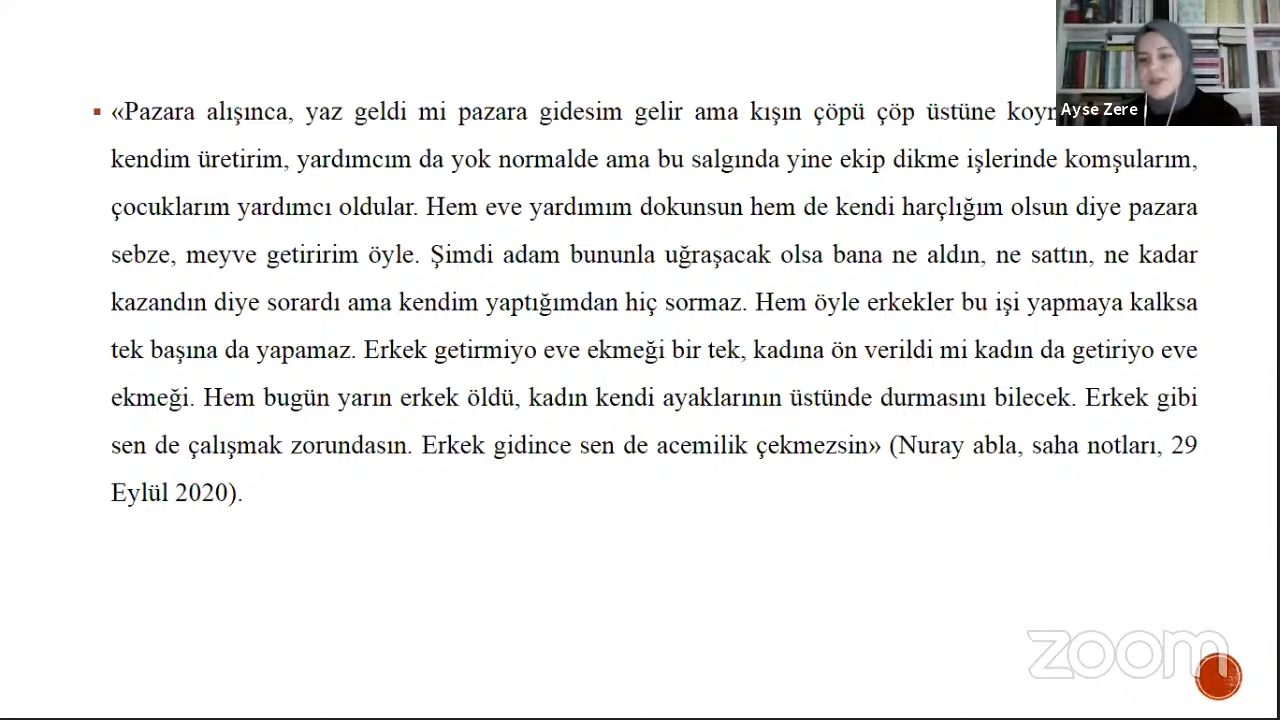 «Pazara alışınca, yaz geldi mi pazara gidesim gelir ama kışın çöpü çöp üstüne
kendim üretirim, yardımcım da yok normalde ama bu salgında yine ekip dikme işlerinde komşularım,
çocuklarım yardımcı oldular. Hem eve yardımım dokunsun hem de kendi harçlığım olsun diye pazara
sebze, meyve getiririm öyle. Şimdi adam bununla uğraşacak olsa bana ne aldın, ne sattın, ne kadar
kazandın diye sorardı ama kendim yaptığımdan hiç sormaz. Hem öyle erkekler bu işi yapmaya kalksa
tek başına da yapamaz. Erkek getirmiyo eve ekmeği bir tek, kadına ön verildi mi kadın da getiriyo eve
ekmeği. Hem bugün yarın erkek öldü, kadın kendi ayaklarının üstünde durmasını bilecek. Erkek gibi
sen de çalışmak zorundasın. Erkek gidince sen de acemilik çekmezsin» (Nuray abla, saha notları, 29
Eylül 2020).
Ayse Zere
zoom